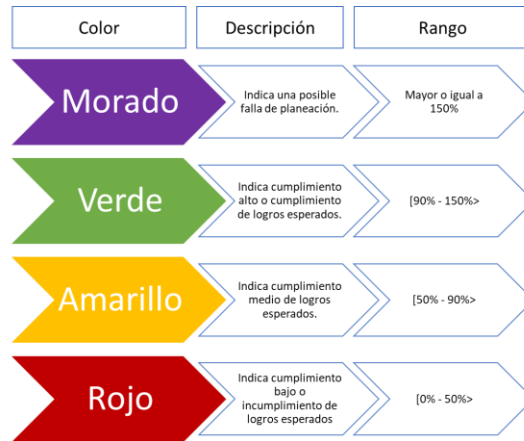 Color
Descripción
Rango
Morado
Indica una posible
falla de planeación.
Mayor o igual a
150%
Verde
Indica cumplimiento
alto o cumplimiento
de logros esperados.
[90% - 150%>
Amarillo
Indica cumplimiento
medio de logros
esperados.
[50% - 90%>
Rojo
Indica cumplimiento
bajo o
incumplimiento de
logros esperados
[0% - 50%>